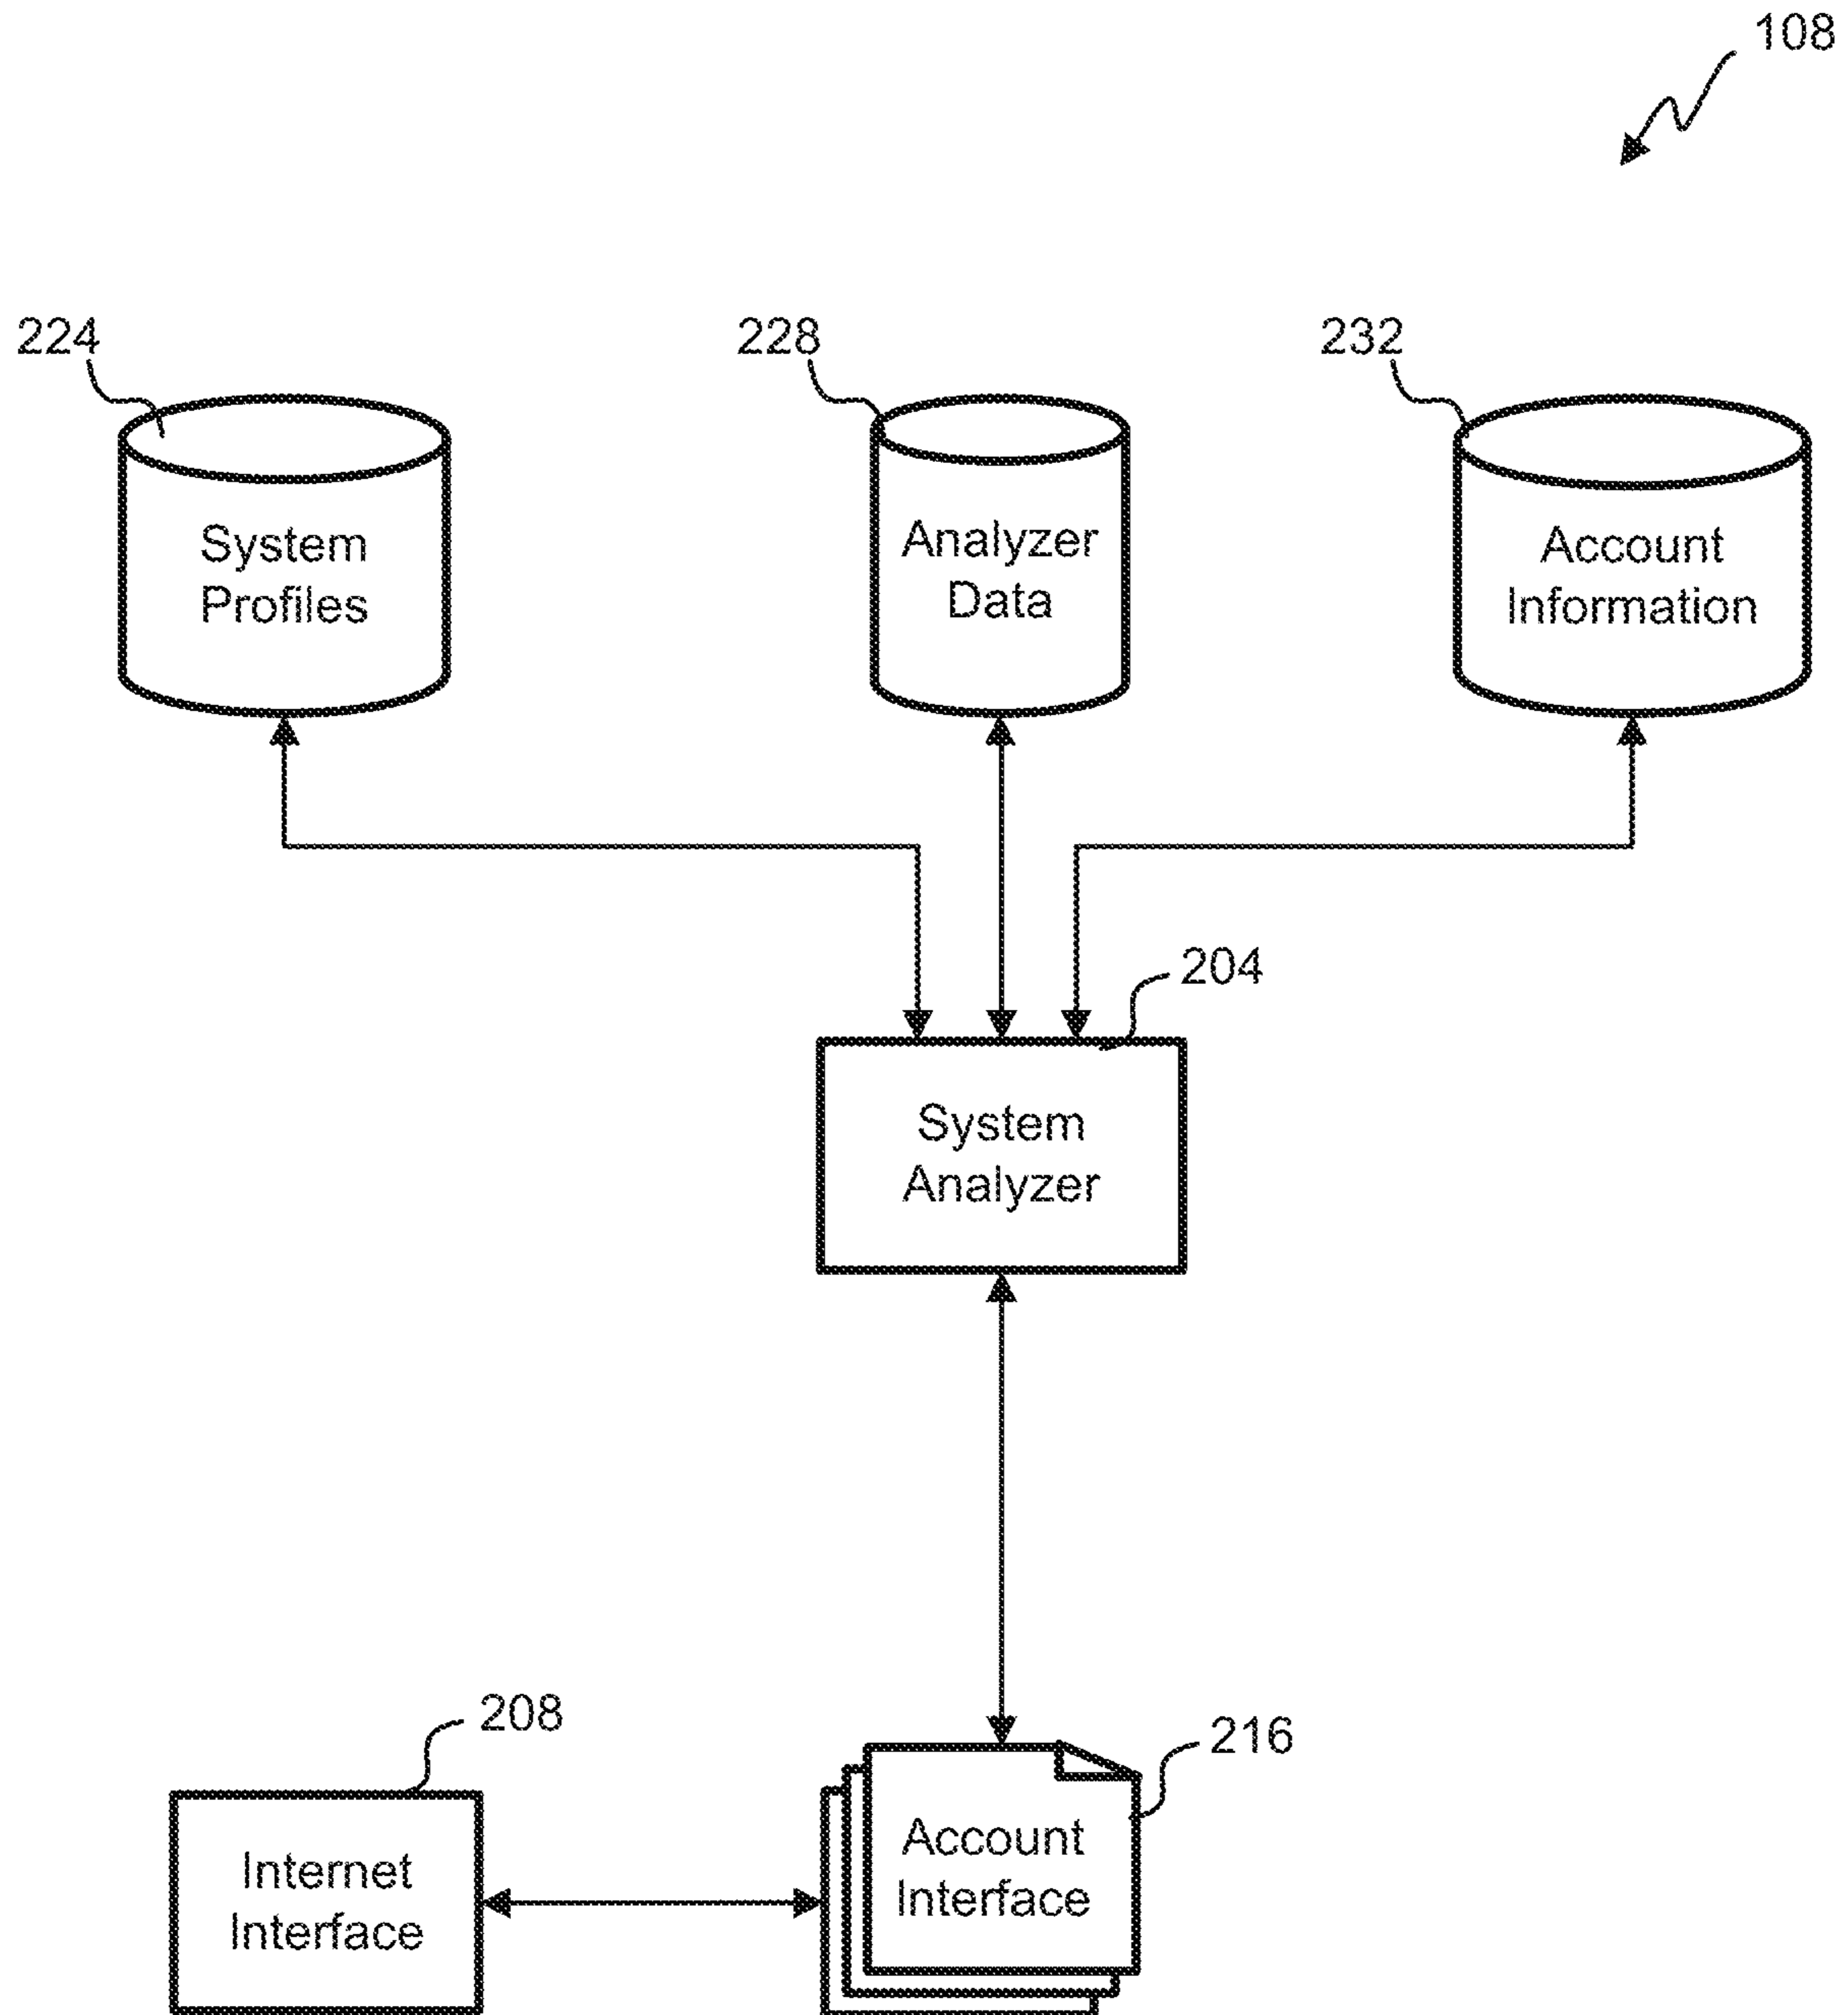 108
224
228
232
System
Profiles
Analyzer
Data
Account
Information
204
System
Analyzer
208
216
Internet
Interface
Account
Interface